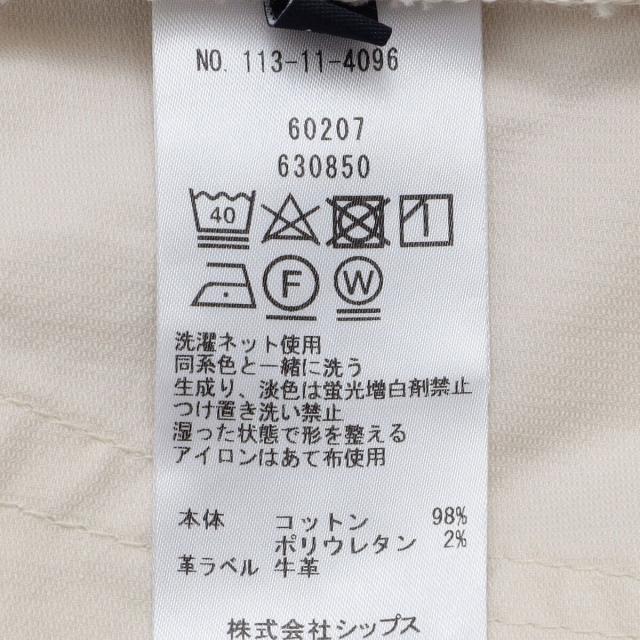 NO. 113-11-4096
60207
630850
40
F W
洗濯ネット使用
同系色と一緒に洗う
生成り、淡色は蛍光増白剤禁止
つけ置き洗い禁止
湿った状態で形を整える
アイロンはあて布使用
本体 コットン 98%
ポリウレタン 2%
革ラベル 牛革
株式会社シップス